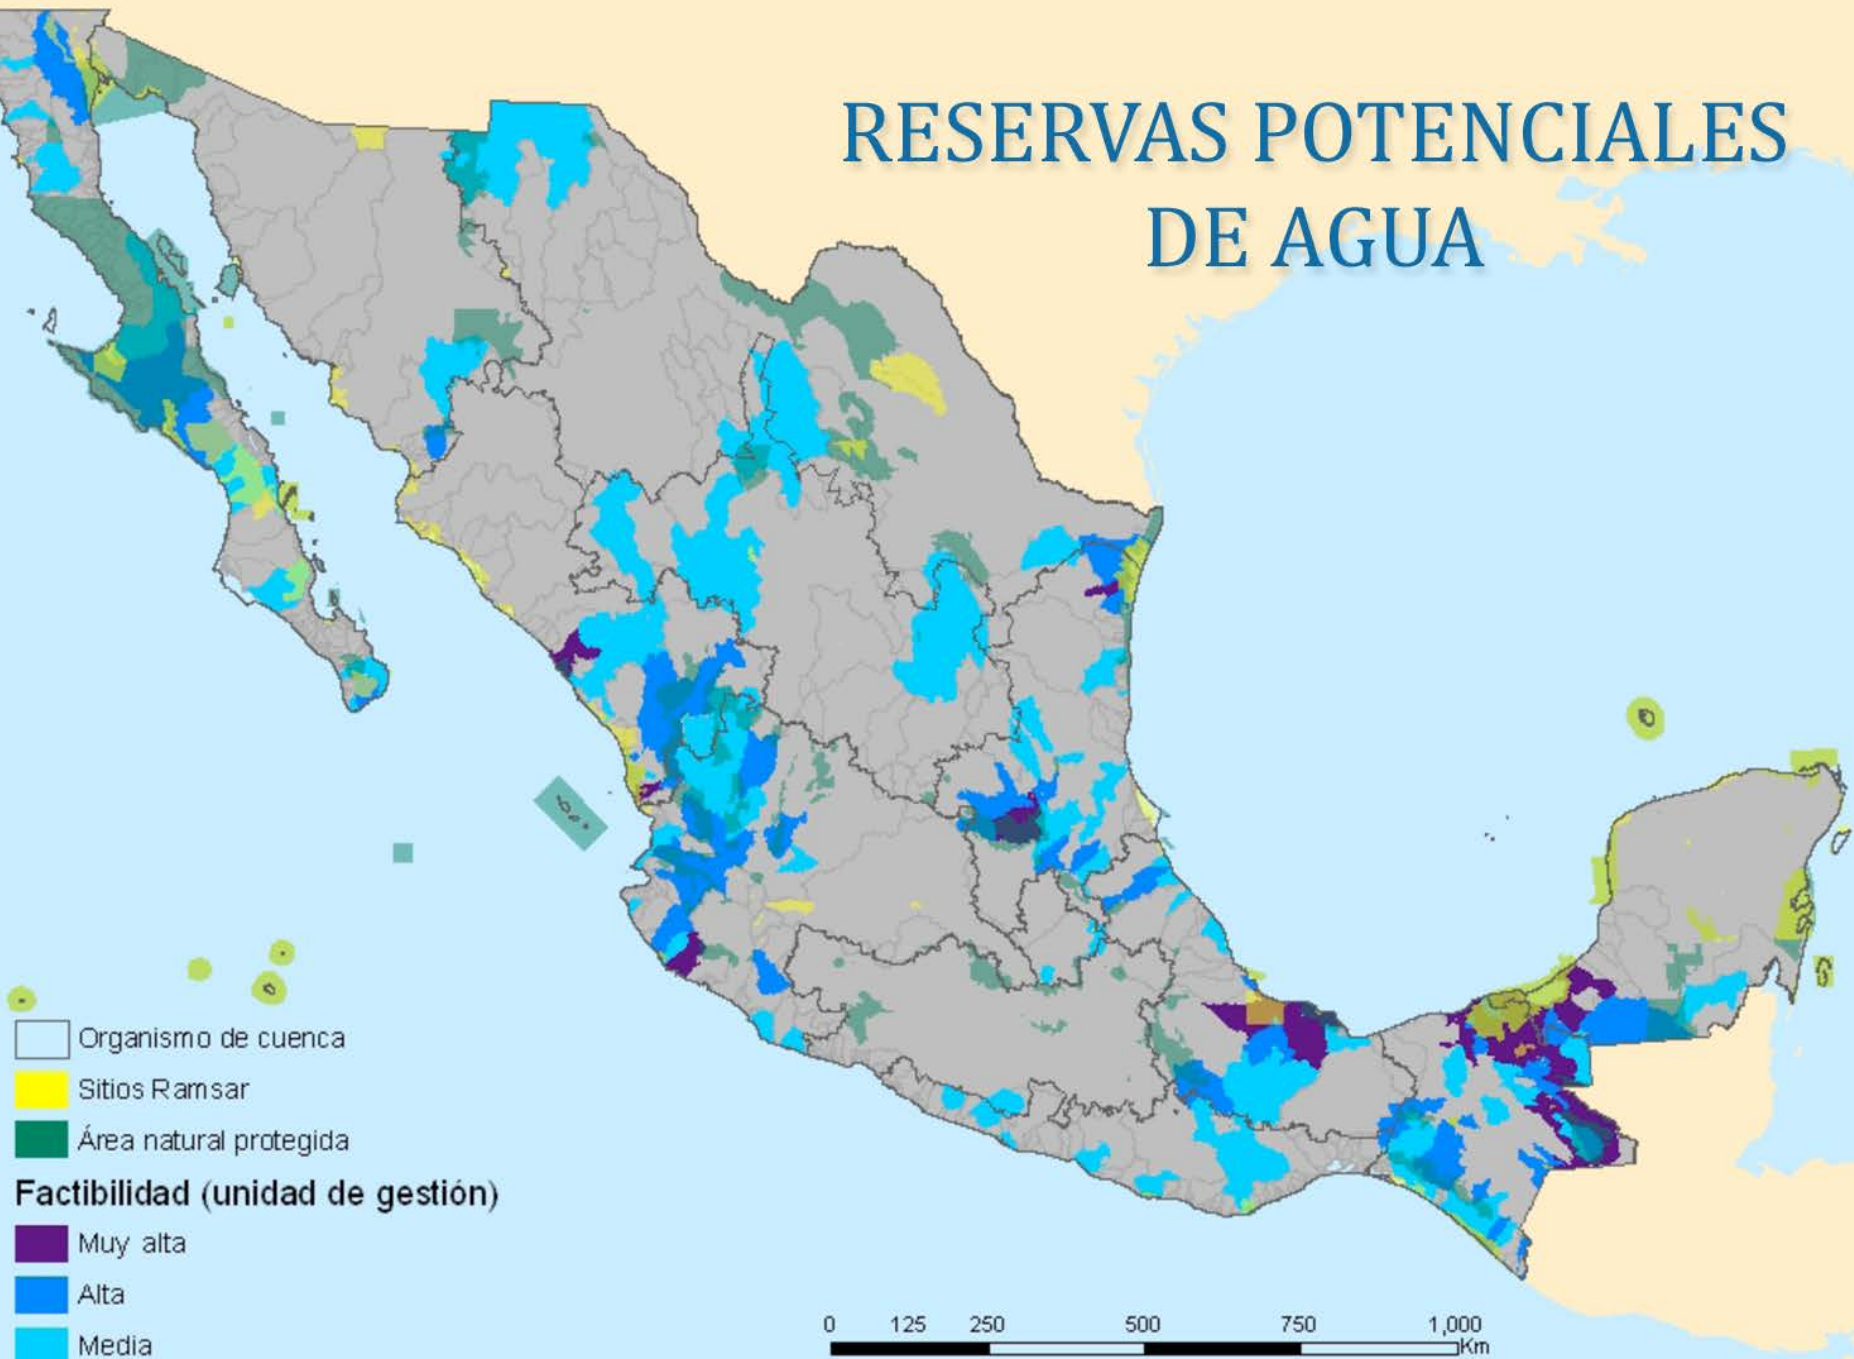 RESERVAS POTENCIALES
DE AGUA
Organismo de cuenca
Sitios Ramsar
Área natural protegida
Factibilidad (unidad de gestión)
Muy alta
Alta
Media
0 125 250 500 750 1,000
Km